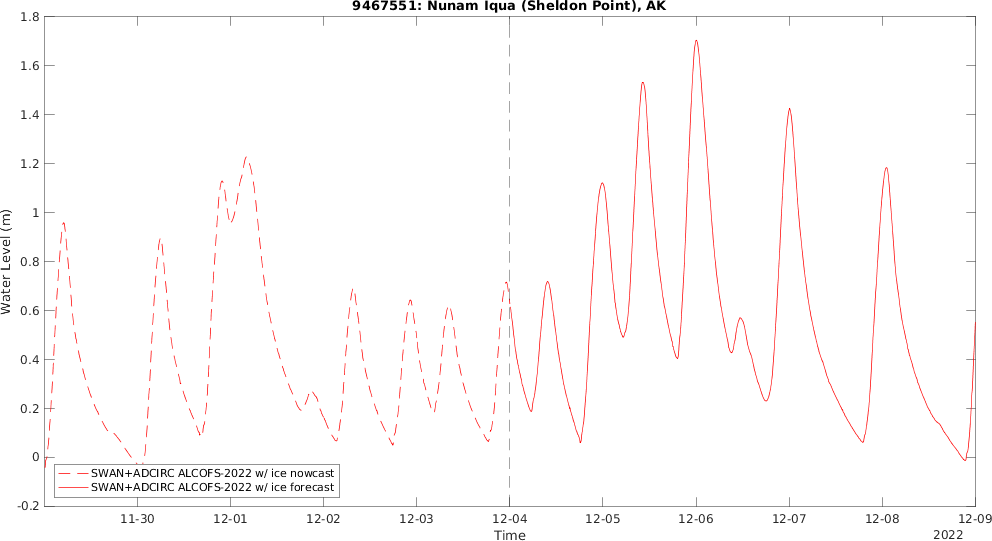 9467551: Nunam Iqua (Sheldon Point), AK
1.8
1.6
1.4
1.2
1
0.8
0.6
0.4
0.2
0
-0.2
Water Level (m)
SWAN+ADCIRC ALCOFS-2022 w/ ice nowcast
SWAN+ADCIRC ALCOFS-2022 w/ ice forecast
11-30 12-01 12-02 12-03 12-04 12-05 12-06 12-07 12-08 12-09
Time
2022